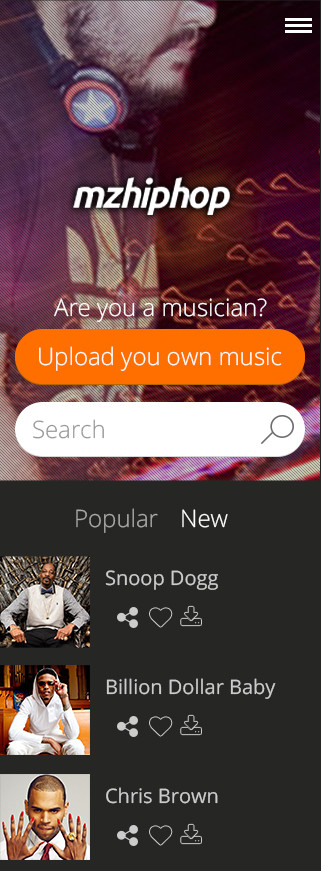 mzhiphop
Are you a musician?
Upload you own music
Search
Popular New
Snoop Dogg
Billion Dollar Baby
Chris Brown